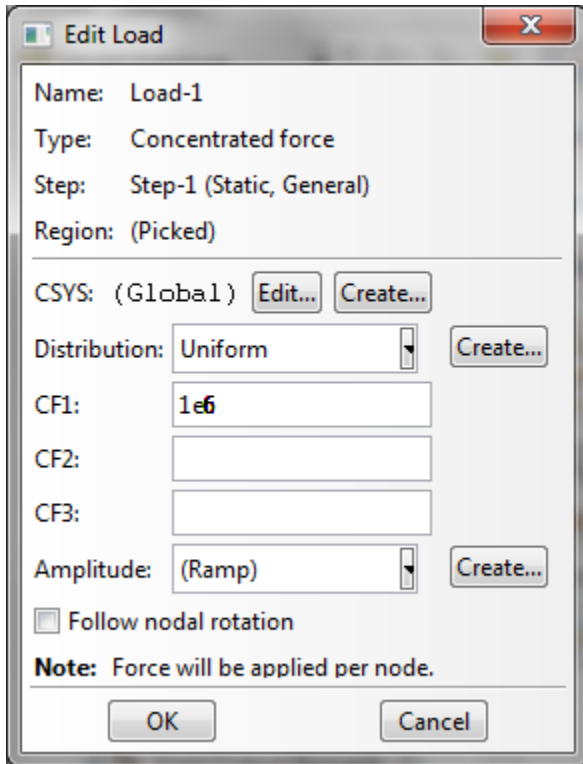 Edit Load
Name: Load-1
Type: Concentrated force
Step: Step-1 (Static, General)
Region: (Picked)
CSYS: (Global) Edit... Create...
Distribution: Uniform Create...
CF1: 1e6
CF2:
CF3:
Amplitude: (Ramp) Create...
Follow nodal rotation
Note: Force will be applied per node.
OK Cancel